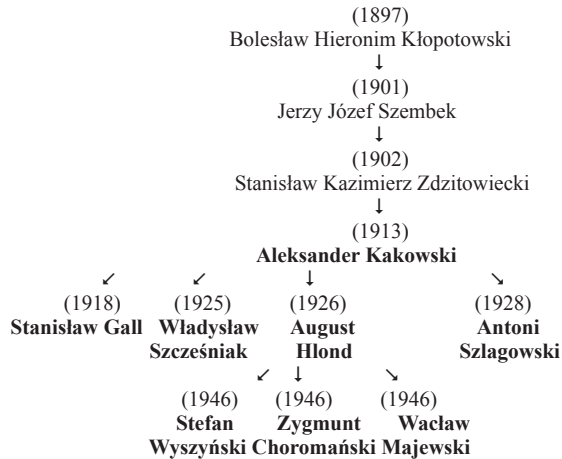 (1897)
Bolesław Hieronim Kłopotowski
↓
(1901)
Jerzy Józef Szembek
↓
(1902)
Stanisław Kazimierz Zdzitowiecki
↓
(1913)
Aleksander Kakowski
↙ ↙ ↓ ↘
(1918) (1925) (1926) (1928)
Stanisław Gall Władysław August Antoni
Szcześniak Hlond Szlagowski
↙ ↓ ↘
(1946) (1946) (1946)
Stefan Zygmunt Wacław
Wyszyński Choromański Majewski